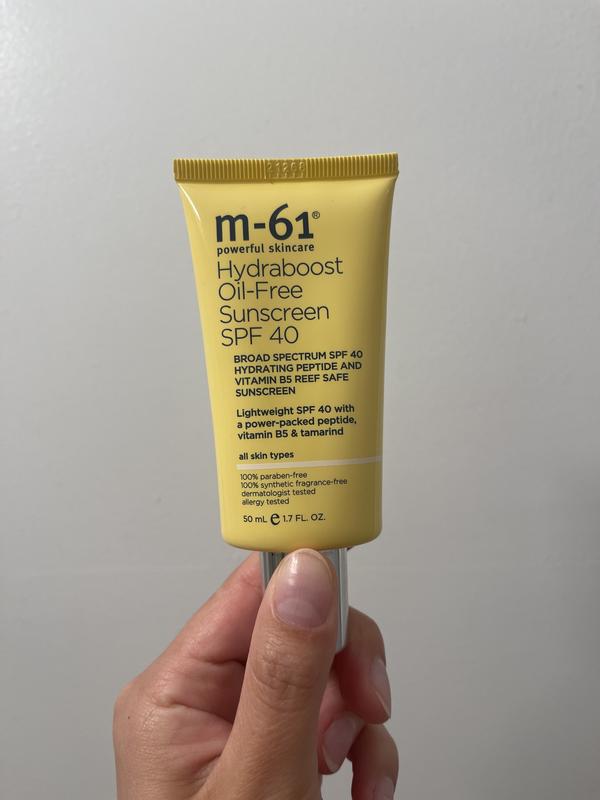 m-61®
powerful skincare
Hydraboost
Oil-Free
Sunscreen
SPF 40
BROAD SPECTRUM SPF 40
HYDRATING PEPTIDE AND
VITAMIN B5 REEF SAFE
SUNSCREEN
Lightweight SPF 40 with
a power-packed peptide,
vitamin B5 & tamarind
all skin types
100% paraben-free
100% synthetic fragrance-free
dermatologist tested
allergy tested
50 mL ℮ 1.7 FL. OZ.